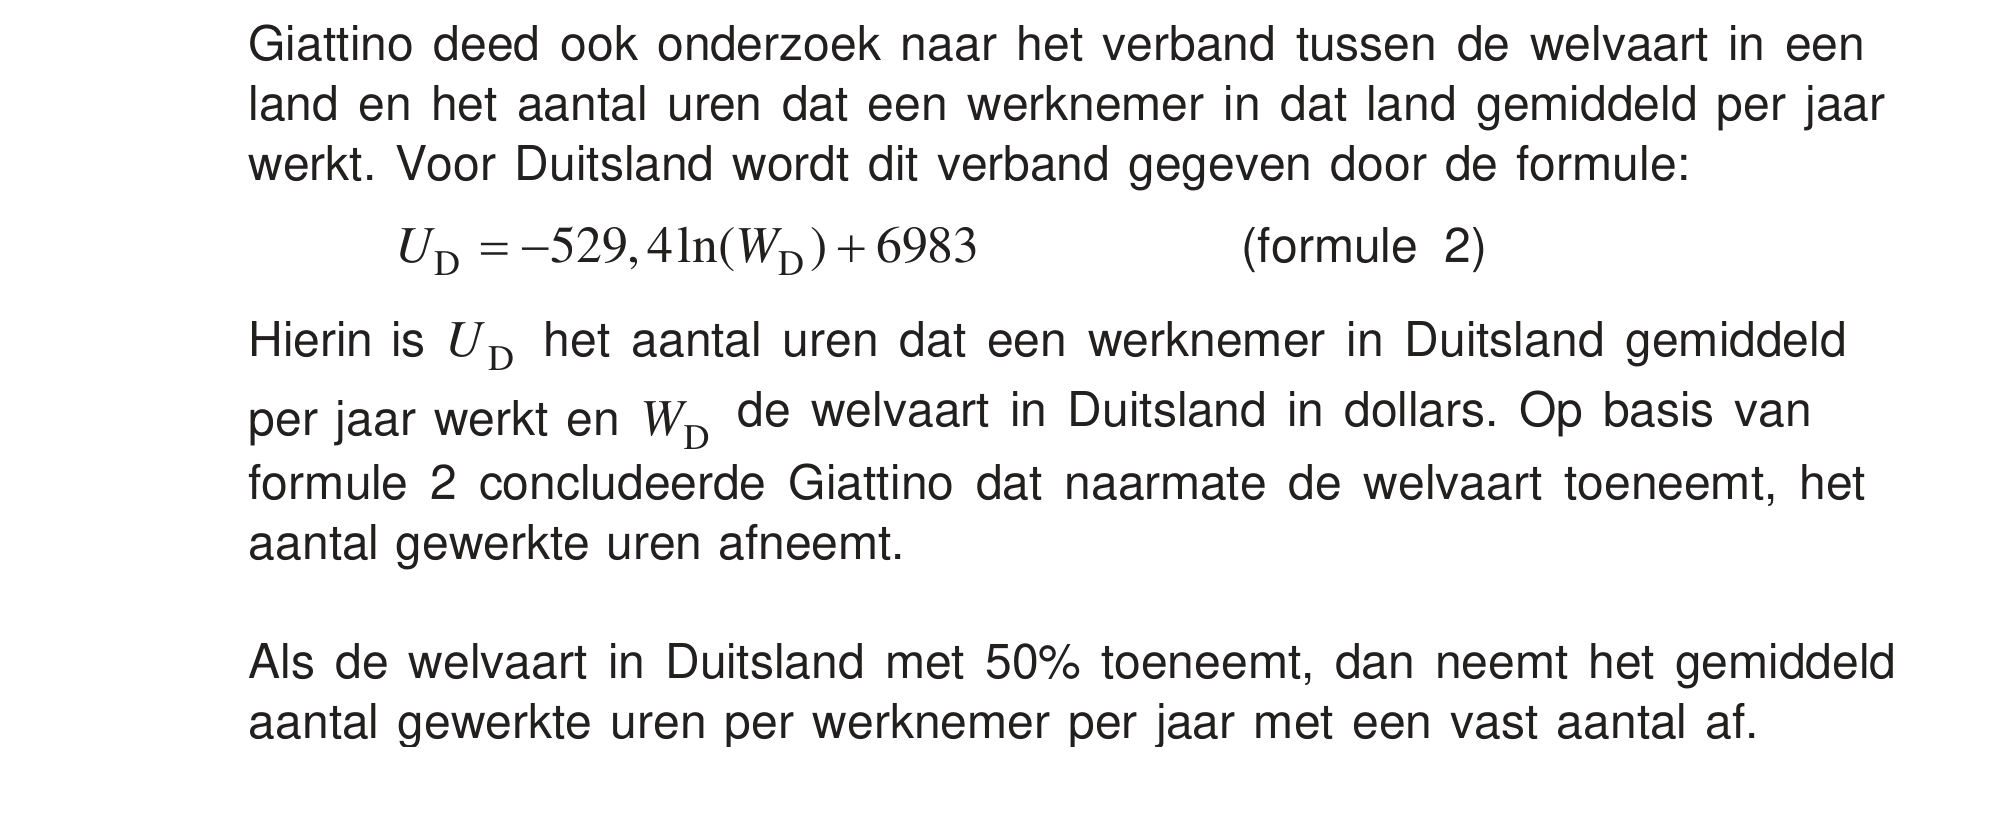 Giattino deed ook onderzoek naar het verband tussen de welvaart in een
land en het aantal uren dat een werknemer in dat land gemiddeld per jaar
werkt. Voor Duitsland wordt dit verband gegeven door de formule:
U_D = −529,4 ln(W_D) + 6983 (formule 2)
Hierin is U_D het aantal uren dat een werknemer in Duitsland gemiddeld
per jaar werkt en W_D de welvaart in Duitsland in dollars. Op basis van
formule 2 concludeerde Giattino dat naarmate de welvaart toeneemt, het
aantal gewerkte uren afneemt.
Als de welvaart in Duitsland met 50% toeneemt, dan neemt het gemiddeld
aantal gewerkte uren per werknemer per jaar met een vast aantal af.